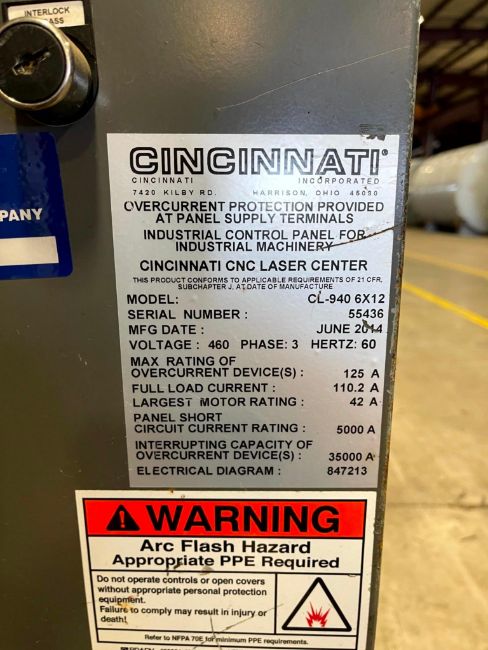 INTERLOCK
PANY
CINCINNATI®
CINCINNATI INCORPORATED
7420 KILBY RD. HARRISON, OHIO 45030
OVERCURRENT PROTECTION PROVIDED
AT PANEL SUPPLY TERMINALS
INDUSTRIAL CONTROL PANEL FOR
INDUSTRIAL MACHINERY
CINCINNATI CNC LASER CENTER
THIS PRODUCT CONFORMS TO APPLICABLE REQUIREMENTS OF 21 CFR,
SUBCHAPTER J, AT DATE OF MANUFACTURE
MODEL: CL-940 6X12
SERIAL NUMBER : 55436
MFG DATE : JUNE 2014
VOLTAGE : 460 PHASE: 3 HERTZ: 60
MAX RATING OF
OVERCURRENT DEVICE(S) : 125 A
FULL LOAD CURRENT : 110.2 A
LARGEST MOTOR RATING : 42 A
PANEL SHORT
CIRCUIT CURRENT RATING : 5000 A
INTERRUPTING CAPACITY OF
OVERCURRENT DEVICE(S) : 35000 A
ELECTRICAL DIAGRAM : 847213
WARNING
Arc Flash Hazard
Appropriate PPE Required
Do not operate controls or open covers
without appropriate personal protection
equipment.
Failure to comply may result in injury or
death!
Refer to NFPA 70E for minimum PPE requirements.